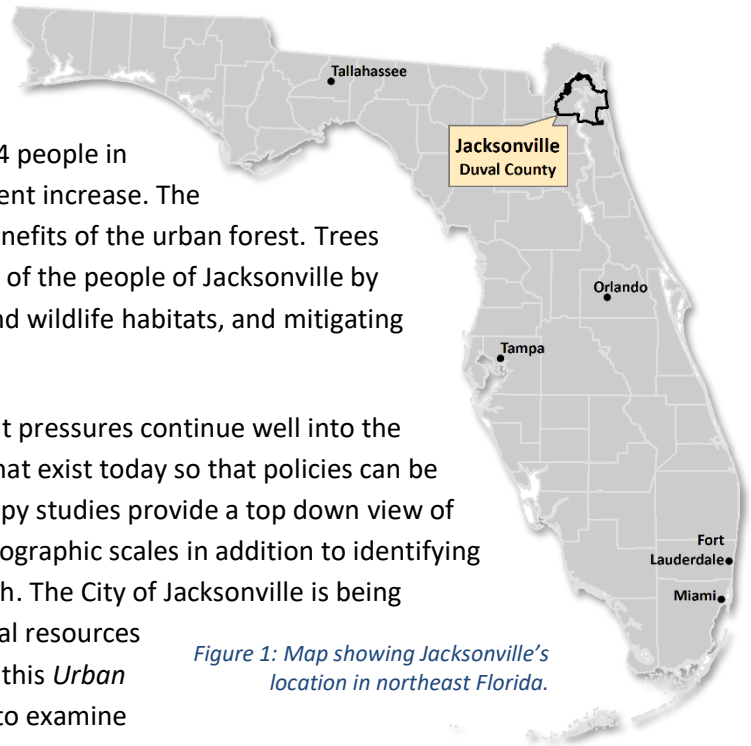 Tallahassee
Jacksonville
Duval County
4 people in
ent increase. The
nefits of the urban forest. Trees
of the people of Jacksonville by
nd wildlife habitats, and mitigating
Orlando
Tampa
t pressures continue well into the
hat exist today so that policies can be
py studies provide a top down view of
ographic scales in addition to identifying
h. The City of Jacksonville is being
al resources
this Urban
to examine
Fort
Lauderdale
Miami
Figure 1: Map showing Jacksonville’s
location in northeast Florida.